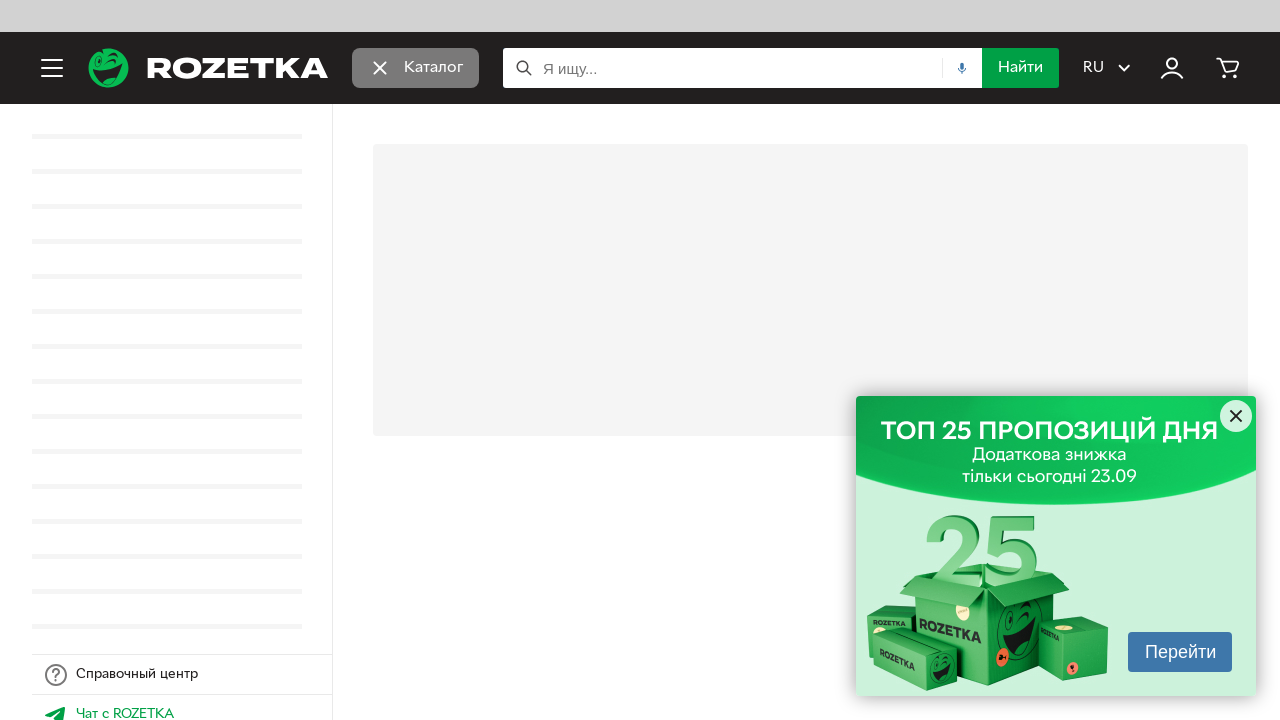 ROZETKA
Каталог
Я ищу...
Найти
RU
ТОП 25 ПРОПОЗИЦІЙ ДНЯ
Додаткова знижка
тільки сьогодні 23.09
25
ROZETKA
ROZETKA
ROZETKA
ROZETKA
Перейти
Справочный центр
Чат с ROZETKA